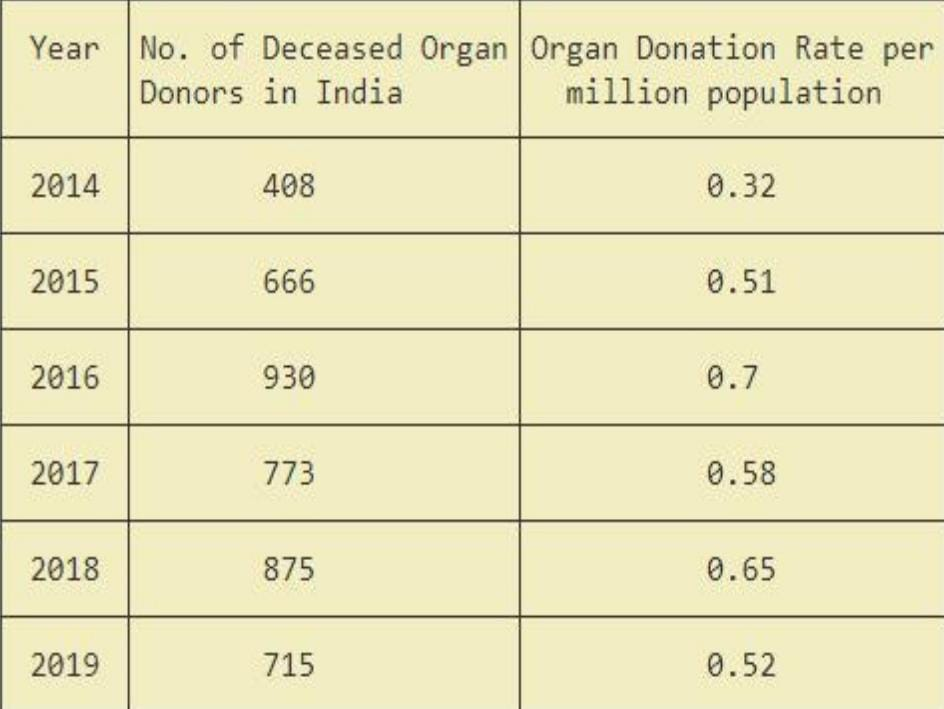 Year No. of Deceased Organ Donors in India Organ Donation Rate per million population
2014 408 0.32
2015 666 0.51
2016 930 0.7
2017 773 0.58
2018 875 0.65
2019 715 0.52